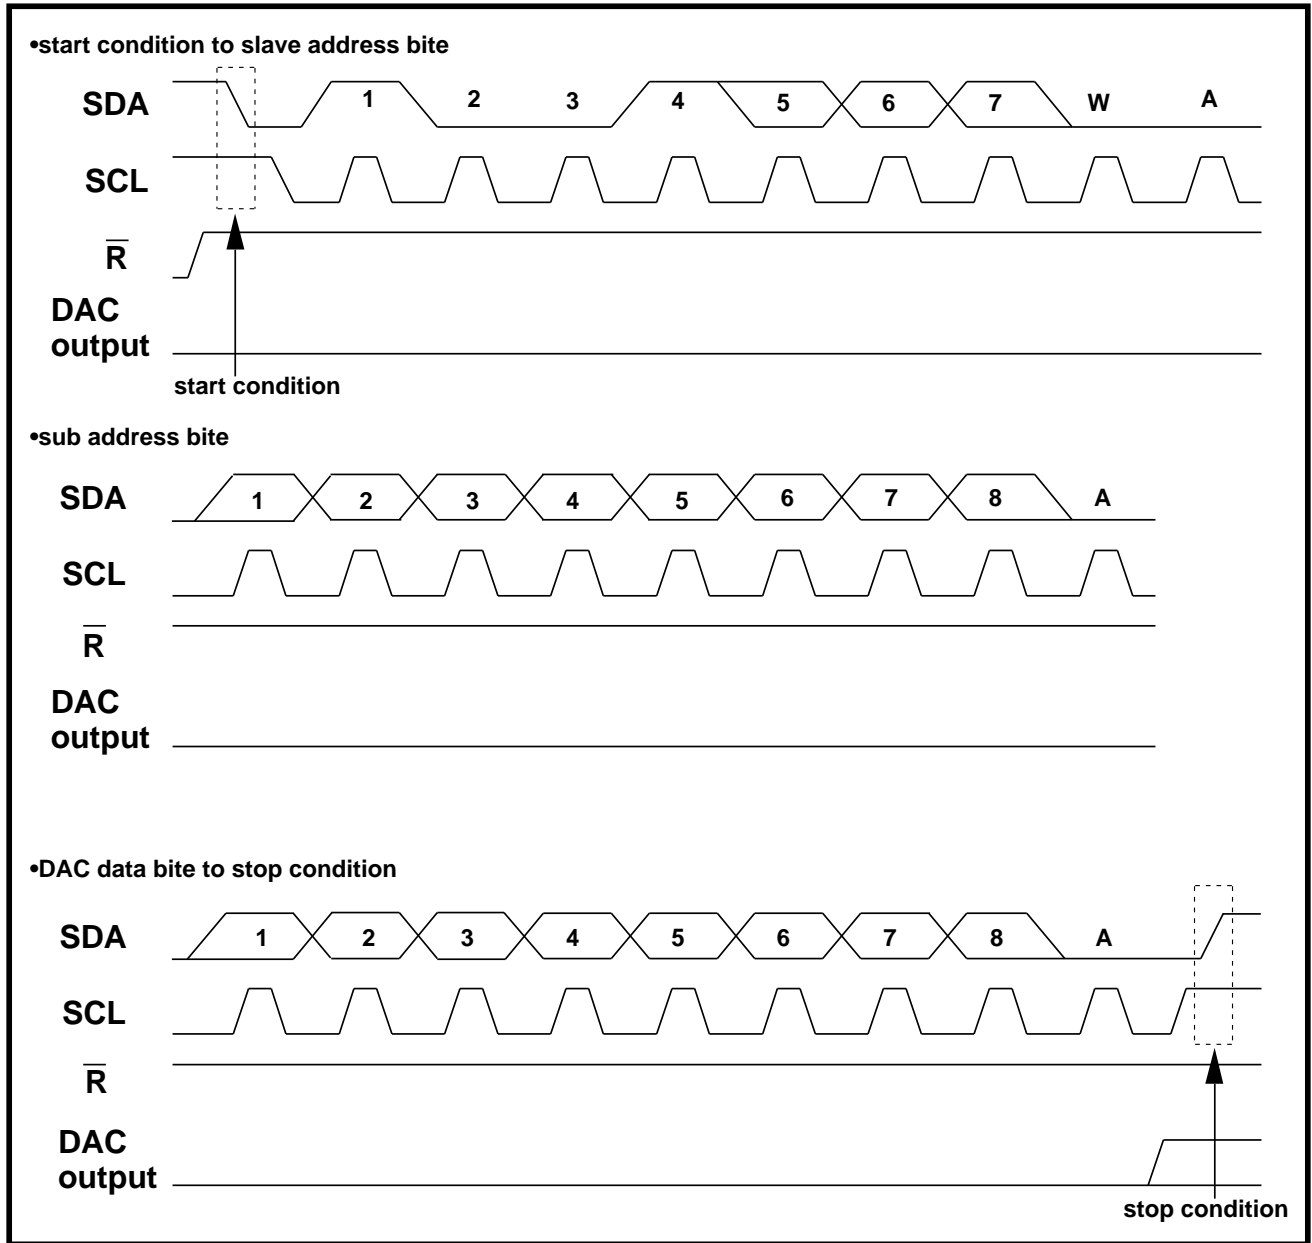 •start condition to slave address bite
SDA 1 2 3 4 5 6 7 W A
SCL
R̅
DAC
output
start condition
•sub address bite
SDA 1 2 3 4 5 6 7 8 A
SCL
R̅
DAC
output
•DAC data bite to stop condition
SDA 1 2 3 4 5 6 7 8 A
SCL
R̅
DAC
output
stop condition